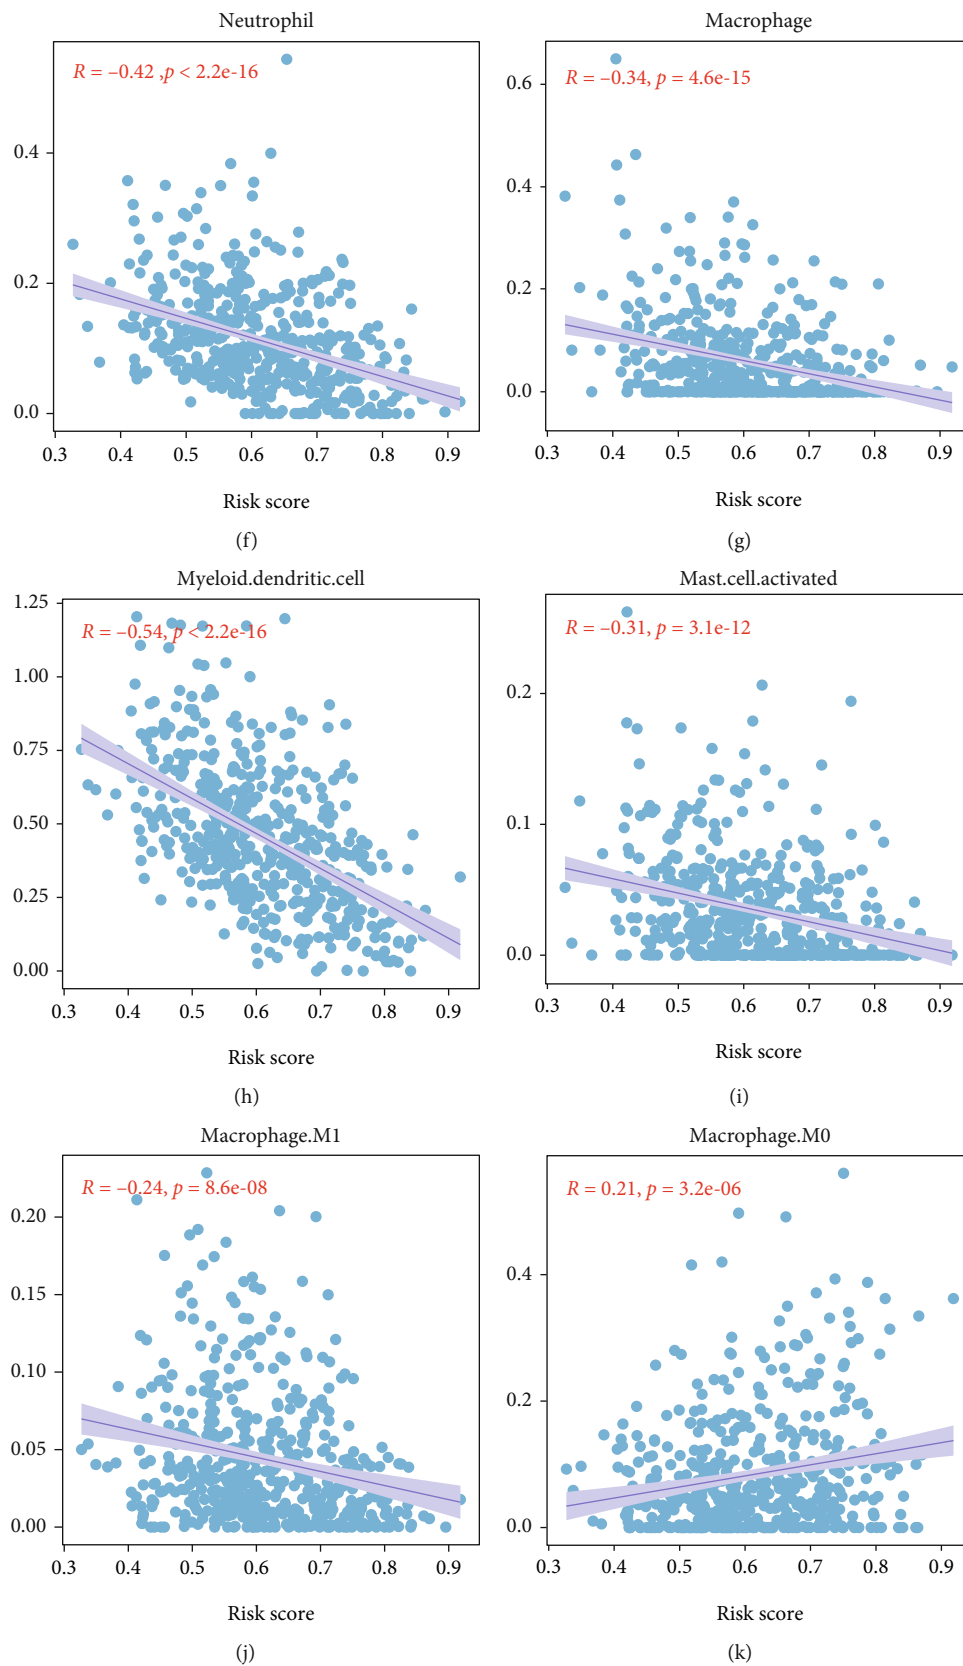 Neutrophil
R = –0.42 ,p < 2.2e-16
0.4
0.2
0.0
0.3 0.4 0.5 0.6 0.7 0.8 0.9
Risk score
(f)
Macrophage
R = –0.34, p = 4.6e-15
0.6
0.4
0.2
0.0
0.3 0.4 0.5 0.6 0.7 0.8 0.9
Risk score
(g)
Myeloid.dendritic.cell
1.25
R = –0.54, p < 2.2e-16
1.00
0.75
0.50
0.25
0.00
0.3 0.4 0.5 0.6 0.7 0.8 0.9
Risk score
(h)
Mast.cell.activated
R = –0.31, p = 3.1e-12
0.2
0.1
0.0
0.3 0.4 0.5 0.6 0.7 0.8 0.9
Risk score
(i)
Macrophage.M1
R = –0.24, p = 8.6e-08
0.20
0.15
0.10
0.05
0.00
0.3 0.4 0.5 0.6 0.7 0.8 0.9
Risk score
(j)
Macrophage.M0
R = 0.21, p = 3.2e-06
0.4
0.2
0.0
0.3 0.4 0.5 0.6 0.7 0.8 0.9
Risk score
(k)